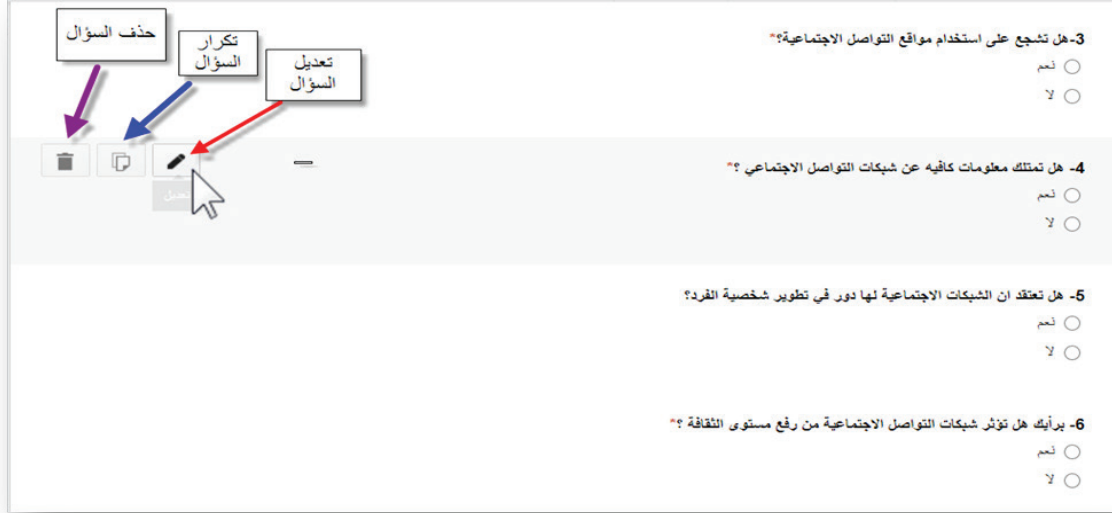 حذف السؤال
تكرار
السؤال
تعديل
السؤال
3-هل تشجع على استخدام مواقع التواصل الاجتماعية؟*
نعم
لا
تعديل
4- هل تمتلك معلومات كافيه عن شبكات التواصل الاجتماعي ؟*
نعم
لا
5- هل تعتقد ان الشبكات الاجتماعية لها دور في تطوير شخصية الفرد؟
نعم
لا
6- برأيك هل تؤثر شبكات التواصل الاجتماعية من رفع مستوى الثقافة ؟*
نعم
لا